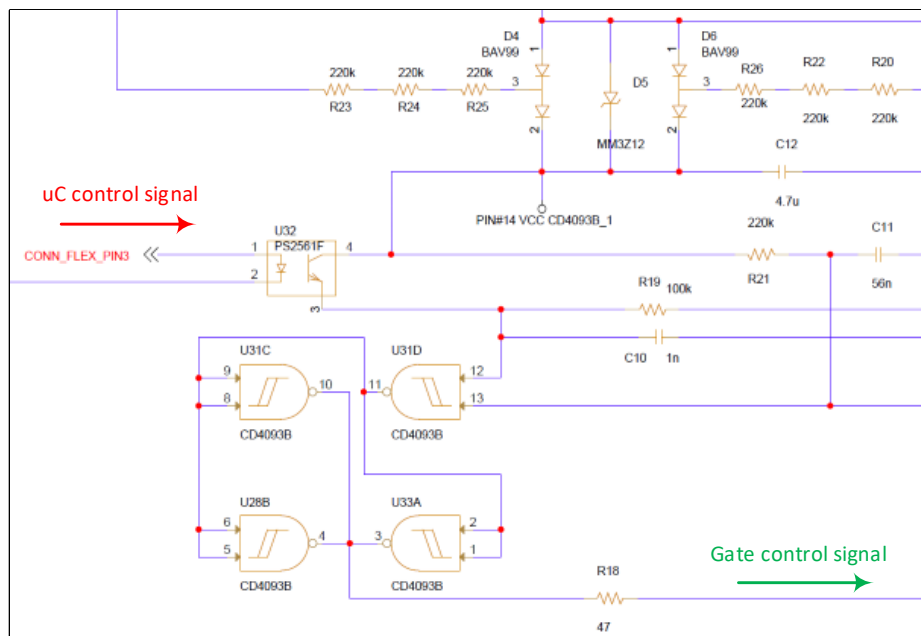 D4
BAV99
1
3
2
D6
BAV99
1
3
2
D5
MM3Z12
220k
R23
220k
R24
220k
R25
R26
220k
R22
220k
R20
220k
C12
4.7u
PIN#14 VCC CD4093B_1
uC control signal
CONN_FLEX_PIN3
U32
PS2561F
1
2
4
3
220k
R21
C11
56n
R19
100k
C10
1n
U31C
9
8
10
CD4093B
U31D
11
12
13
CD4093B
U28B
6
5
4
CD4093B
U33A
3
2
1
CD4093B
Gate control signal
R18
47